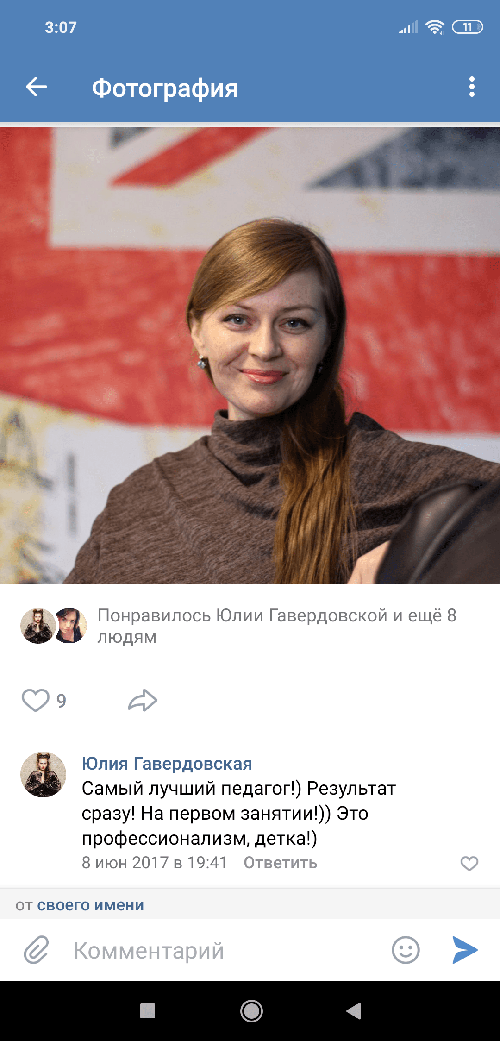 3:07
11
Фотография
Понравилось Юлии Гавердовской и ещё 8
людям
9
Юлия Гавердовская
Самый лучший педагог!) Результат
сразу! На первом занятии!)) Это
профессионализм, детка!)
8 июн 2017 в 19:41 Ответить
от своего имени
Комментарий